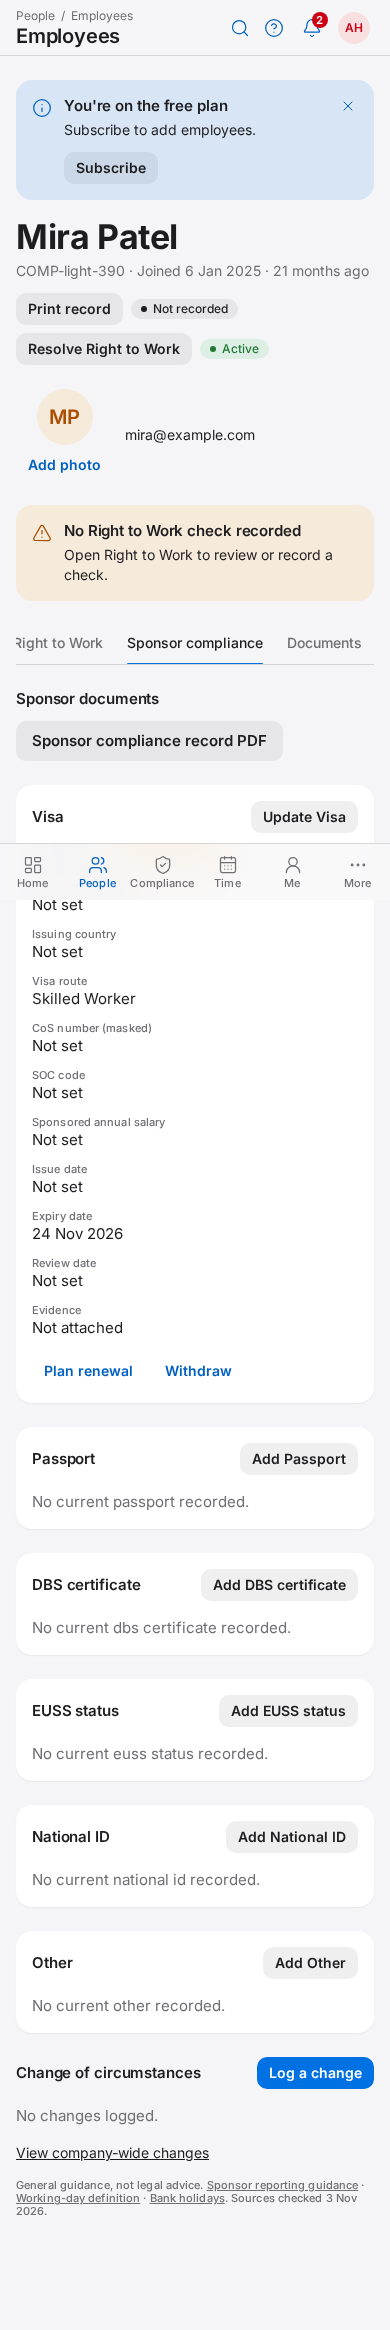 People / Employees
Employees
2
AH
You're on the free plan
Subscribe to add employees.
Subscribe
Mira Patel
COMP-light-390 · Joined 6 Jan 2025 · 21 months ago
Print record
Not recorded
Resolve Right to Work
Active
MP
mira@example.com
Add photo
No Right to Work check recorded
Open Right to Work to review or record a
check.
Right to Work
Sponsor compliance
Documents
Sponsor documents
Sponsor compliance record PDF
Visa
Update Visa
Home
People
Compliance
Time
Me
More
Not set
Issuing country
Not set
Visa route
Skilled Worker
CoS number (masked)
Not set
SOC code
Not set
Sponsored annual salary
Not set
Issue date
Not set
Expiry date
24 Nov 2026
Review date
Not set
Evidence
Not attached
Plan renewal
Withdraw
Passport
Add Passport
No current passport recorded.
DBS certificate
Add DBS certificate
No current dbs certificate recorded.
EUSS status
Add EUSS status
No current euss status recorded.
National ID
Add National ID
No current national id recorded.
Other
Add Other
No current other recorded.
Change of circumstances
Log a change
No changes logged.
View company-wide changes
General guidance, not legal advice. Sponsor reporting guidance ·
Working-day definition · Bank holidays. Sources checked 3 Nov
2026.